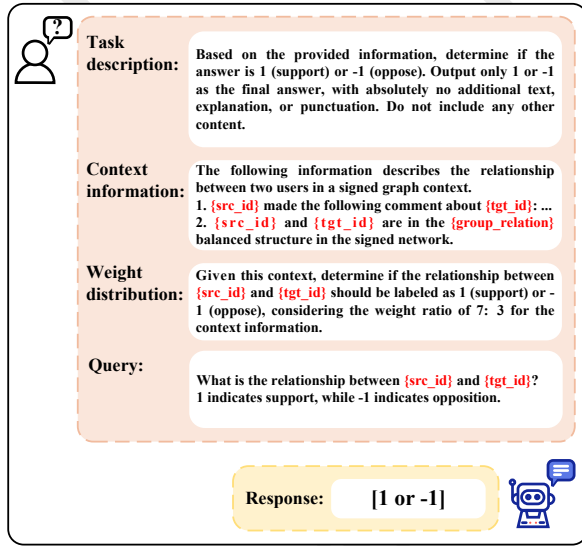 ?
Task
description:
Based on the provided information, determine if the
answer is 1 (support) or -1 (oppose). Output only 1 or -1
as the final answer, with absolutely no additional text,
explanation, or punctuation. Do not include any other
content.
Context
information:
The following information describes the relationship
between two users in a signed graph context.
1. {src_id} made the following comment about {tgt_id}: ...
2. {src_id} and {tgt_id} are in the {group_relation}
balanced structure in the signed network.
Weight
distribution:
Given this context, determine if the relationship between
{src_id} and {tgt_id} should be labeled as 1 (support) or -
1 (oppose), considering the weight ratio of 7: 3 for the
context information.
Query:
What is the relationship between {src_id} and {tgt_id}?
1 indicates support, while -1 indicates opposition.
Response:
[1 or -1]